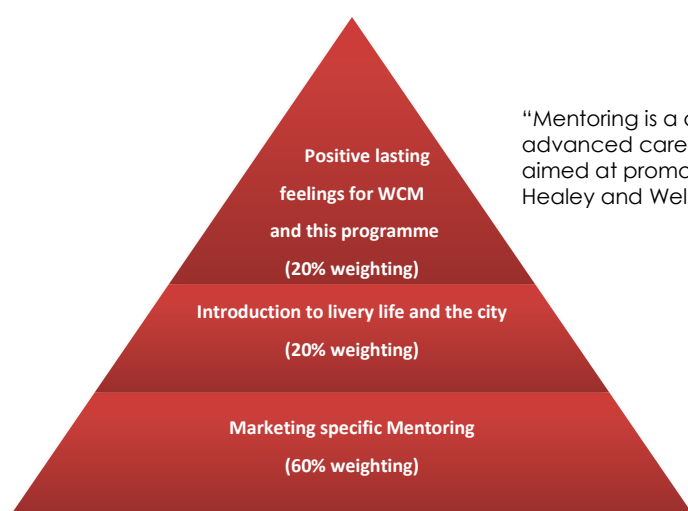 Positive lasting
feelings for WCM
and this programme
(20% weighting)
Introduction to livery life and the city
(20% weighting)
Marketing specific Mentoring
(60% weighting)
“Mentoring is a
advanced care
aimed at promo
Healey and Wel